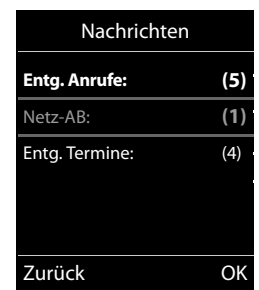 Nachrichten
Entg. Anrufe: (5)
Netz-AB: (1)
Entg. Termine: (4)
Zurück OK